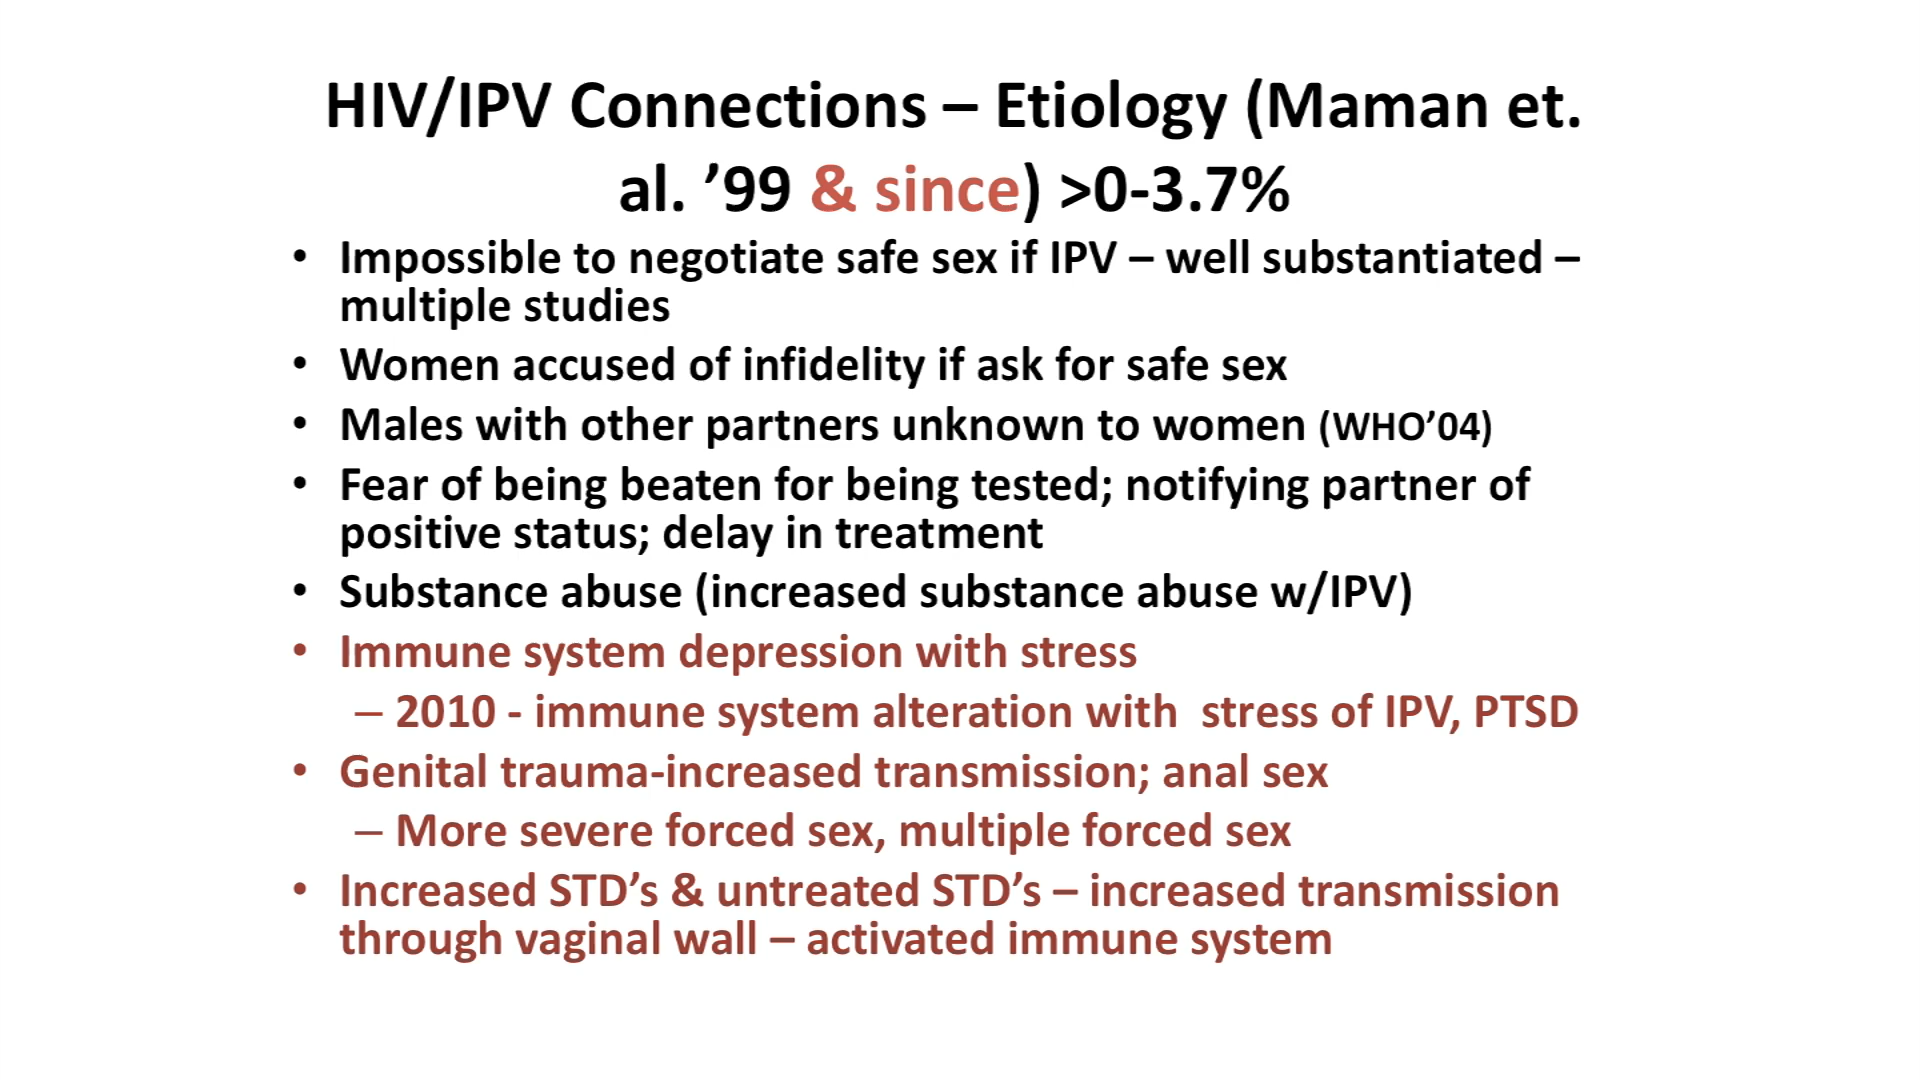 HIV/IPV Connections – Etiology (Maman et.
al. ’99 & since) >0-3.7%
• Impossible to negotiate safe sex if IPV – well substantiated –
multiple studies
• Women accused of infidelity if ask for safe sex
• Males with other partners unknown to women (WHO’04)
• Fear of being beaten for being tested; notifying partner of
positive status; delay in treatment
• Substance abuse (increased substance abuse w/IPV)
• Immune system depression with stress
– 2010 - immune system alteration with  stress of IPV, PTSD
• Genital trauma-increased transmission; anal sex
– More severe forced sex, multiple forced sex
• Increased STD’s & untreated STD’s – increased transmission
through vaginal wall – activated immune system